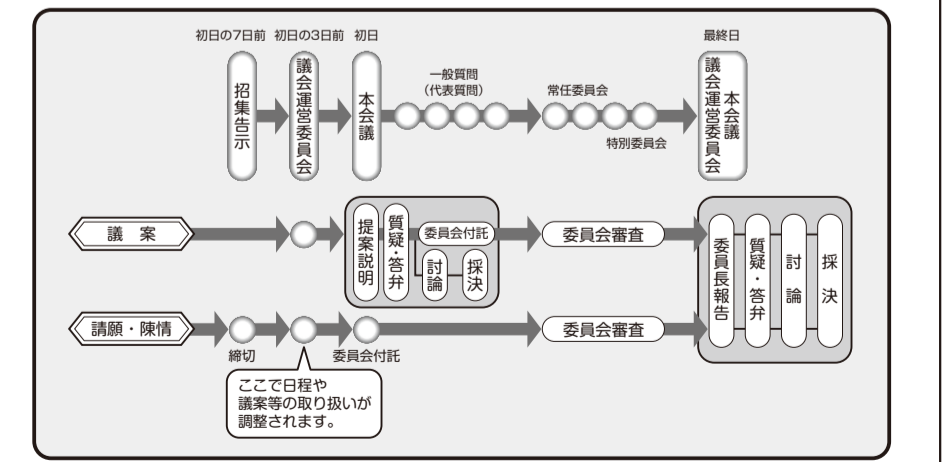 初日の7日前
初日の3日前
初日
最終日
招集告示
議会運営委員会
本会議
一般質問
（代表質問）
常任委員会
特別委員会
本会議
議会運営委員会
議　案
提案説明
質疑・答弁
委員会付託
討論
採決
委員会審査
委員長報告
質疑・答弁
討　論
採　決
請願・陳情
締切
委員会付託
委員会審査
ここで日程や
議案等の取り扱いが
調整されます。